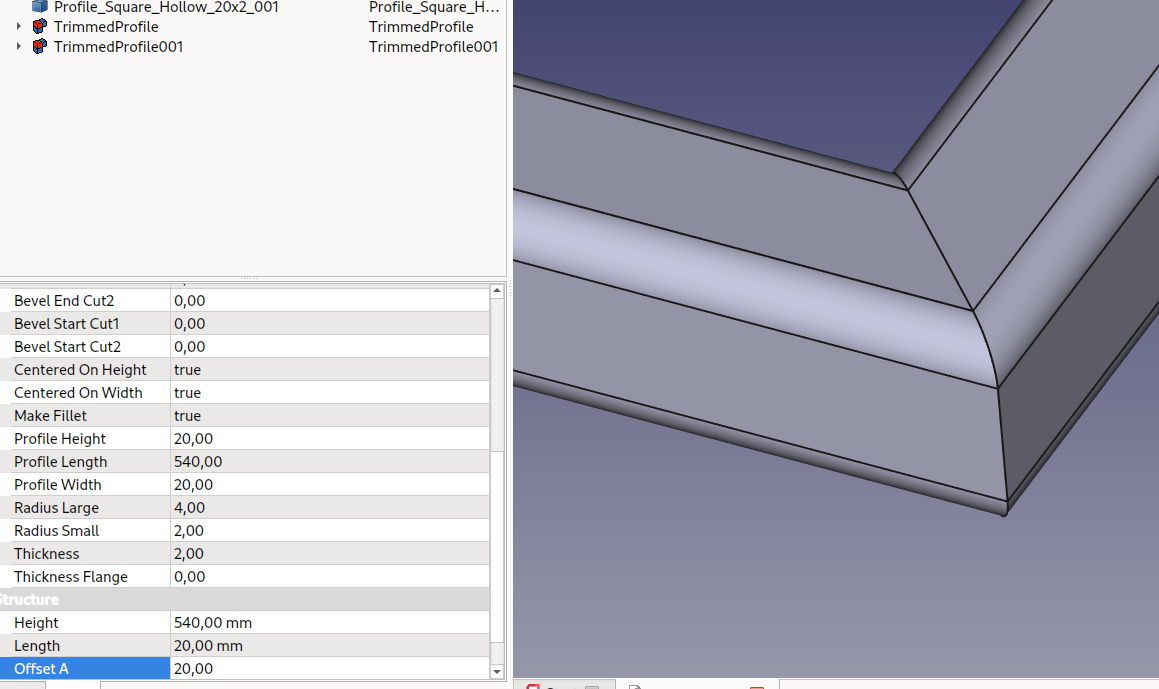 Profile_Square_Hollow_20x2_001 Profile_Square_H...
TrimmedProfile TrimmedProfile
TrimmedProfile001 TrimmedProfile001
Bevel End Cut2 0,00
Bevel Start Cut1 0,00
Bevel Start Cut2 0,00
Centered On Height true
Centered On Width true
Make Fillet true
Profile Height 20,00
Profile Length 540,00
Profile Width 20,00
Radius Large 4,00
Radius Small 2,00
Thickness 2,00
Thickness Flange 0,00
Structure
Height 540,00 mm
Length 20,00 mm
Offset A 20,00